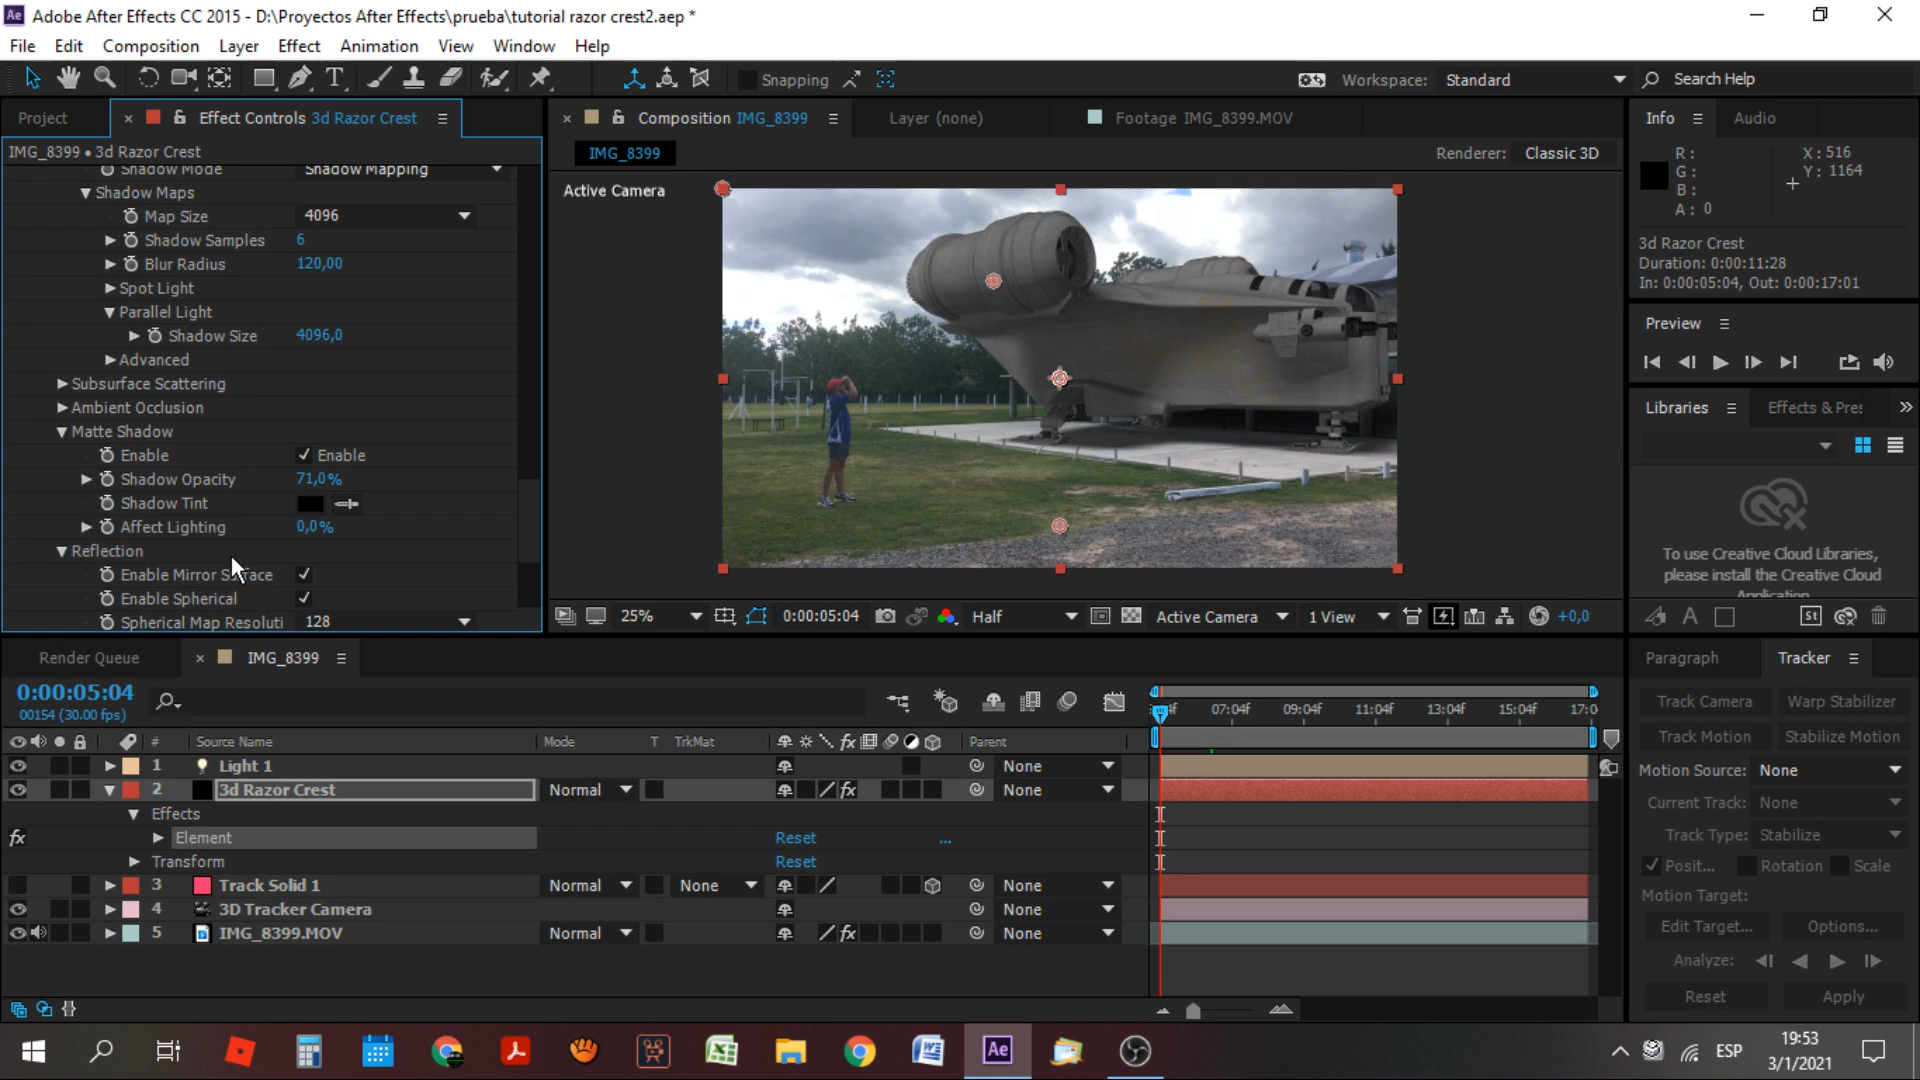 Ae Adobe After Effects CC 2015 - D:\Proyectos After Effects\prueba\tutorial razor crest2.aep *
File Edit Composition Layer Effect Animation View Window Help
Snapping
Workspace: Standard
Search Help
Project
Effect Controls 3d Razor Crest
IMG_8399 • 3d Razor Crest
Shadow Mode Shadow Mapping
Shadow Maps
Map Size 4096
Shadow Samples 6
Blur Radius 120,00
Spot Light
Parallel Light
Shadow Size 4096,0
Advanced
Subsurface Scattering
Ambient Occlusion
Matte Shadow
Enable Enable
Shadow Opacity 71,0%
Shadow Tint
Affect Lighting 0,0%
Reflection
Enable Mirror Surface
Enable Spherical
Spherical Map Resoluti 128
Composition IMG_8399
Layer (none)
Footage IMG_8399.MOV
IMG_8399
Renderer: Classic 3D
Active Camera
25% 0:00:05:04 Half Active Camera 1 View +0,0
Info Audio
R:
G:
B:
A: 0
X: 516
Y: 1164
3d Razor Crest
Duration: 0:00:11:28
In: 0:00:05:04, Out: 0:00:17:01
Preview
Libraries Effects & Pre:
To use Creative Cloud Libraries,
please install the Creative Cloud
Application
St
Render Queue
IMG_8399
0:00:05:04
00154 (30.00 fps)
07:04f 09:04f 11:04f 13:04f 15:04f 17:0
# Source Name Mode T TrkMat Parent
1 Light 1 None
2 3d Razor Crest Normal None
Effects
fx Element Reset ...
Transform Reset
3 Track Solid 1 Normal None None
4 3D Tracker Camera None
5 IMG_8399.MOV Normal None
Paragraph Tracker
Track Camera Warp Stabilizer
Track Motion Stabilize Motion
Motion Source: None
Current Track: None
Track Type: Stabilize
Posit... Rotation Scale
Motion Target:
Edit Target... Options...
Analyze:
Reset Apply
Ae
ESP
19:53
3/1/2021